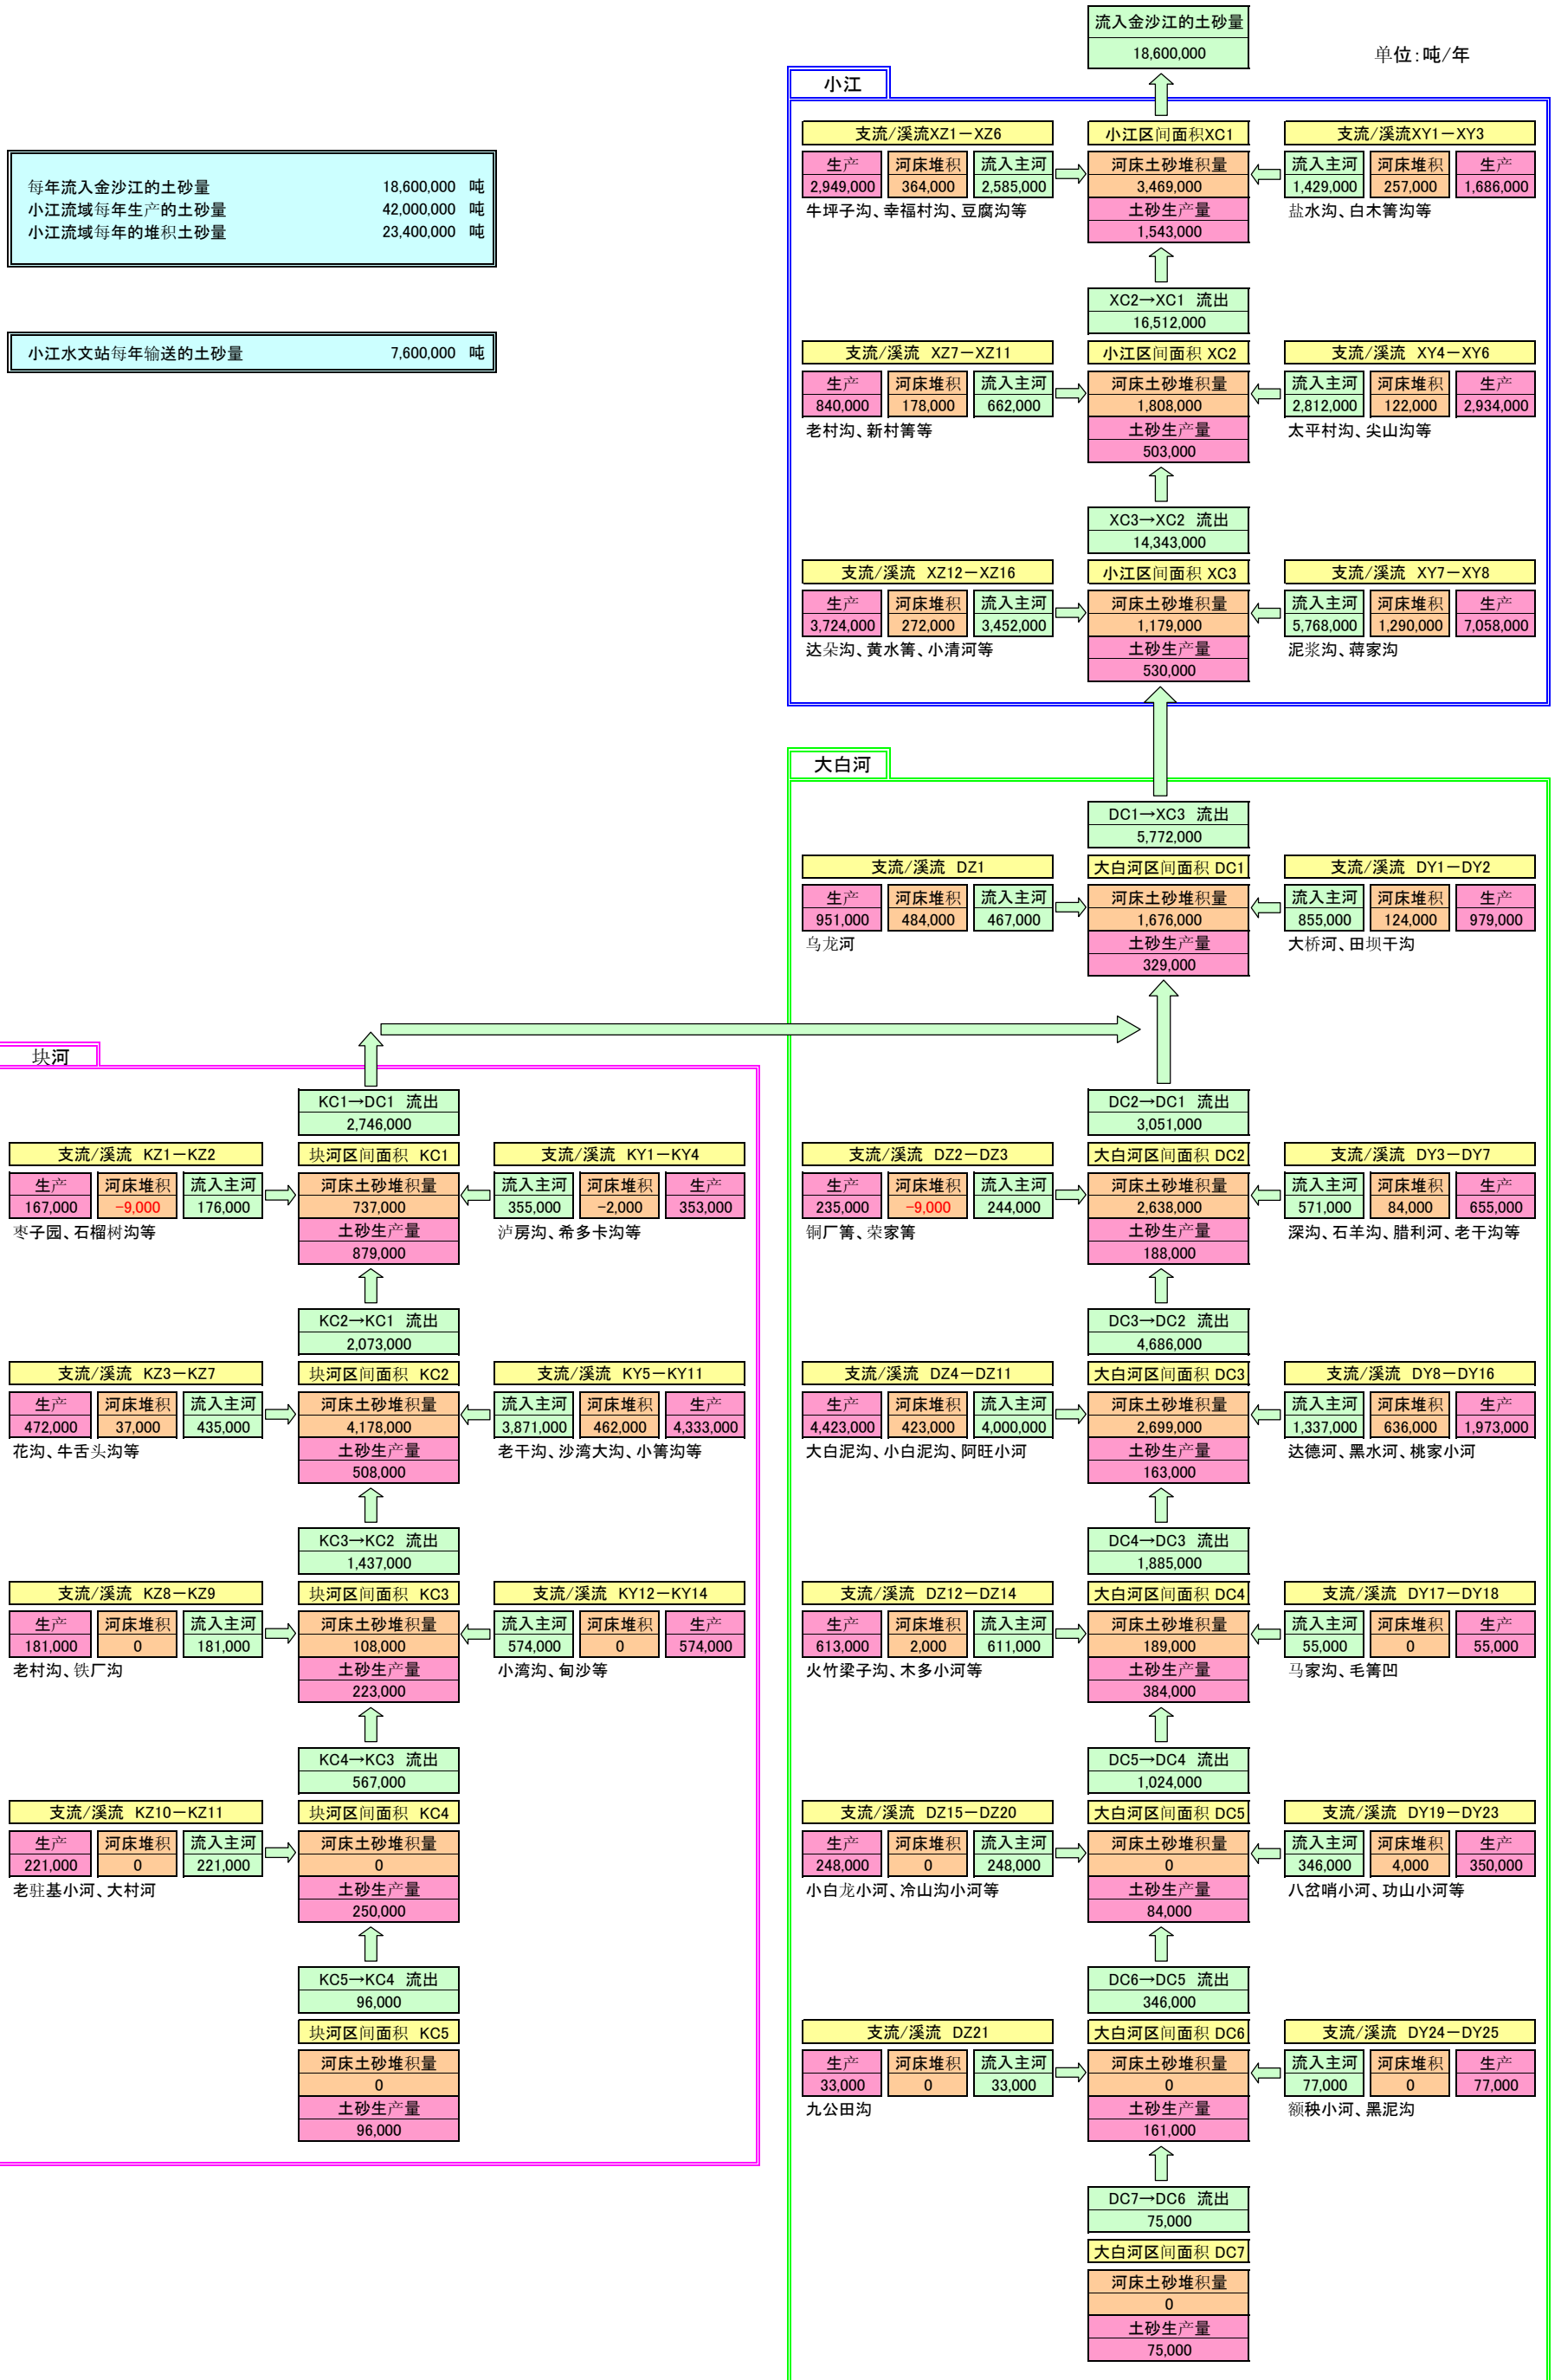 流入金沙江的土砂量
18,600,000
单位:吨/年
每年流入金沙江的土砂量 18,600,000 吨
小江流域每年生产的土砂量 42,000,000 吨
小江流域每年的堆积土砂量 23,400,000 吨
小江水文站每年输送的土砂量 7,600,000 吨
小江
支流/溪流XZ1－XZ6 小江区间面积XC1 支流/溪流XY1－XY3
生产 河床堆积 流入主河 河床土砂堆积量 流入主河 河床堆积 生产
2,949,000 364,000 2,585,000 3,469,000 1,429,000 257,000 1,686,000
牛坪子沟、幸福村沟、豆腐沟等 土砂生产量 盐水沟、白木箐沟等
1,543,000
XC2→XC1 流出
16,512,000
支流/溪流 XZ7－XZ11 小江区间面积 XC2 支流/溪流 XY4－XY6
生产 河床堆积 流入主河 河床土砂堆积量 流入主河 河床堆积 生产
840,000 178,000 662,000 1,808,000 2,812,000 122,000 2,934,000
老村沟、新村箐等 土砂生产量 太平村沟、尖山沟等
503,000
XC3→XC2 流出
14,343,000
支流/溪流 XZ12－XZ16 小江区间面积 XC3 支流/溪流 XY7－XY8
生产 河床堆积 流入主河 河床土砂堆积量 流入主河 河床堆积 生产
3,724,000 272,000 3,452,000 1,179,000 5,768,000 1,290,000 7,058,000
达朵沟、黄水箐、小清河等 土砂生产量 泥浆沟、蒋家沟
530,000
大白河
DC1→XC3 流出
5,772,000
支流/溪流 DZ1 大白河区间面积 DC1 支流/溪流 DY1－DY2
生产 河床堆积 流入主河 河床土砂堆积量 流入主河 河床堆积 生产
951,000 484,000 467,000 1,676,000 855,000 124,000 979,000
乌龙河 土砂生产量 大桥河、田坝干沟
329,000
块河
KC1→DC1 流出
2,746,000
支流/溪流 KZ1－KZ2 块河区间面积 KC1 支流/溪流 KY1－KY4
生产 河床堆积 流入主河 河床土砂堆积量 流入主河 河床堆积 生产
167,000 -9,000 176,000 737,000 355,000 -2,000 353,000
枣子园、石榴树沟等 土砂生产量 泸房沟、希多卡沟等
879,000
KC2→KC1 流出
2,073,000
支流/溪流 KZ3－KZ7 块河区间面积 KC2 支流/溪流 KY5－KY11
生产 河床堆积 流入主河 河床土砂堆积量 流入主河 河床堆积 生产
472,000 37,000 435,000 4,178,000 3,871,000 462,000 4,333,000
花沟、牛舌头沟等 土砂生产量 老干沟、沙湾大沟、小箐沟等
508,000
KC3→KC2 流出
1,437,000
支流/溪流 KZ8－KZ9 块河区间面积 KC3 支流/溪流 KY12－KY14
生产 河床堆积 流入主河 河床土砂堆积量 流入主河 河床堆积 生产
181,000 0 181,000 108,000 574,000 0 574,000
老村沟、铁厂沟 土砂生产量 小湾沟、甸沙等
223,000
KC4→KC3 流出
567,000
支流/溪流 KZ10－KZ11 块河区间面积 KC4
生产 河床堆积 流入主河 河床土砂堆积量
221,000 0 221,000 0
老驻基小河、大村河 土砂生产量
250,000
KC5→KC4 流出
96,000
块河区间面积 KC5
河床土砂堆积量
0
土砂生产量
96,000
DC2→DC1 流出
3,051,000
支流/溪流 DZ2－DZ3 大白河区间面积 DC2 支流/溪流 DY3－DY7
生产 河床堆积 流入主河 河床土砂堆积量 流入主河 河床堆积 生产
235,000 -9,000 244,000 2,638,000 571,000 84,000 655,000
铜厂箐、荣家箐 土砂生产量 深沟、石羊沟、腊利河、老干沟等
188,000
DC3→DC2 流出
4,686,000
支流/溪流 DZ4－DZ11 大白河区间面积 DC3 支流/溪流 DY8－DY16
生产 河床堆积 流入主河 河床土砂堆积量 流入主河 河床堆积 生产
4,423,000 423,000 4,000,000 2,699,000 1,337,000 636,000 1,973,000
大白泥沟、小白泥沟、阿旺小河 土砂生产量 达德河、黑水河、桃家小河
163,000
DC4→DC3 流出
1,885,000
支流/溪流 DZ12－DZ14 大白河区间面积 DC4 支流/溪流 DY17－DY18
生产 河床堆积 流入主河 河床土砂堆积量 流入主河 河床堆积 生产
613,000 2,000 611,000 189,000 55,000 0 55,000
火竹梁子沟、木多小河等 土砂生产量 马家沟、毛箐凹
384,000
DC5→DC4 流出
1,024,000
支流/溪流 DZ15－DZ20 大白河区间面积 DC5 支流/溪流 DY19－DY23
生产 河床堆积 流入主河 河床土砂堆积量 流入主河 河床堆积 生产
248,000 0 248,000 0 346,000 4,000 350,000
小白龙小河、冷山沟小河等 土砂生产量 八岔哨小河、功山小河等
84,000
DC6→DC5 流出
346,000
支流/溪流 DZ21 大白河区间面积 DC6 支流/溪流 DY24－DY25
生产 河床堆积 流入主河 河床土砂堆积量 流入主河 河床堆积 生产
33,000 0 33,000 0 77,000 0 77,000
九公田沟 土砂生产量 额秧小河、黑泥沟
161,000
DC7→DC6 流出
75,000
大白河区间面积 DC7
河床土砂堆积量
0
土砂生产量
75,000